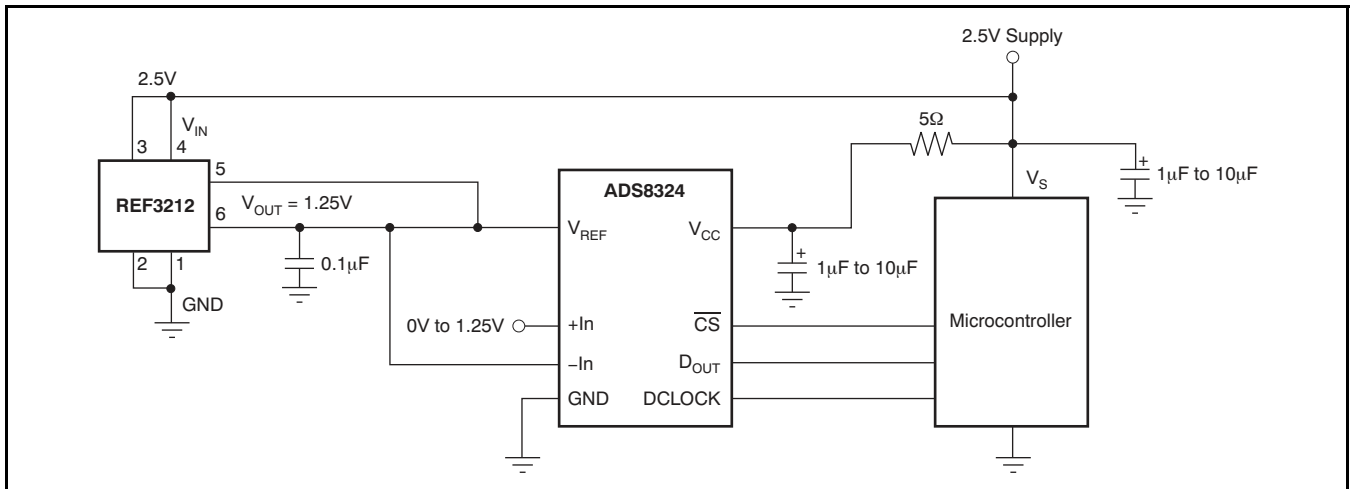 2.5V Supply
2.5V
V_IN
3
4
5Ω
5
REF3212
V_OUT = 1.25V
6
ADS8324
V_S
+
1μF to 10μF
V_REF
V_CC
2
1
0.1μF
+
1μF to 10μF
GND
0V to 1.25V
+In
CS
Microcontroller
−In
D_OUT
GND
DCLOCK